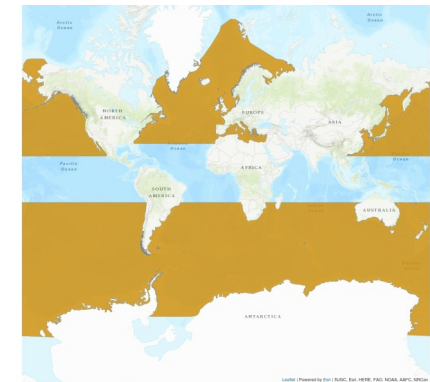 Arctic
Ocean
Arctic
Ocean
NORTH
AMERICA
EUROPE
ASIA
Ocean
Pacific
Ocean
Ocean
AFRICA
SOUTH
AMERICA
AUSTRALIA
ANTARCTICA
Leaflet | Powered by Esri | TUSIC, Esri, HERE, FAO, NOAA, AAFC, NRCan